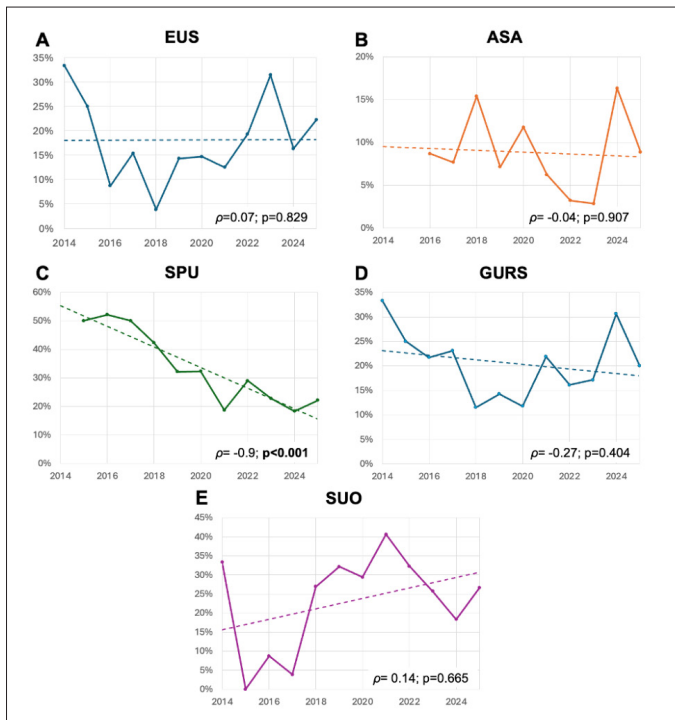 A
EUS
35%
30%
25%
20%
15%
10%
5%
0%
2014 2016 2018 2020 2022 2024
ρ=0.07; p=0.829
B
ASA
20%
15%
10%
5%
0%
2014 2016 2018 2020 2022 2024
ρ= -0.04; p=0.907
C
SPU
60%
50%
40%
30%
20%
10%
0%
2014 2016 2018 2020 2022 2024
ρ= -0.9; p<0.001
D
GURS
35%
30%
25%
20%
15%
10%
5%
0%
2014 2016 2018 2020 2022 2024
ρ= -0.27; p=0.404
E
SUO
45%
40%
35%
30%
25%
20%
15%
10%
5%
0%
2014 2016 2018 2020 2022 2024
ρ= 0.14; p=0.665